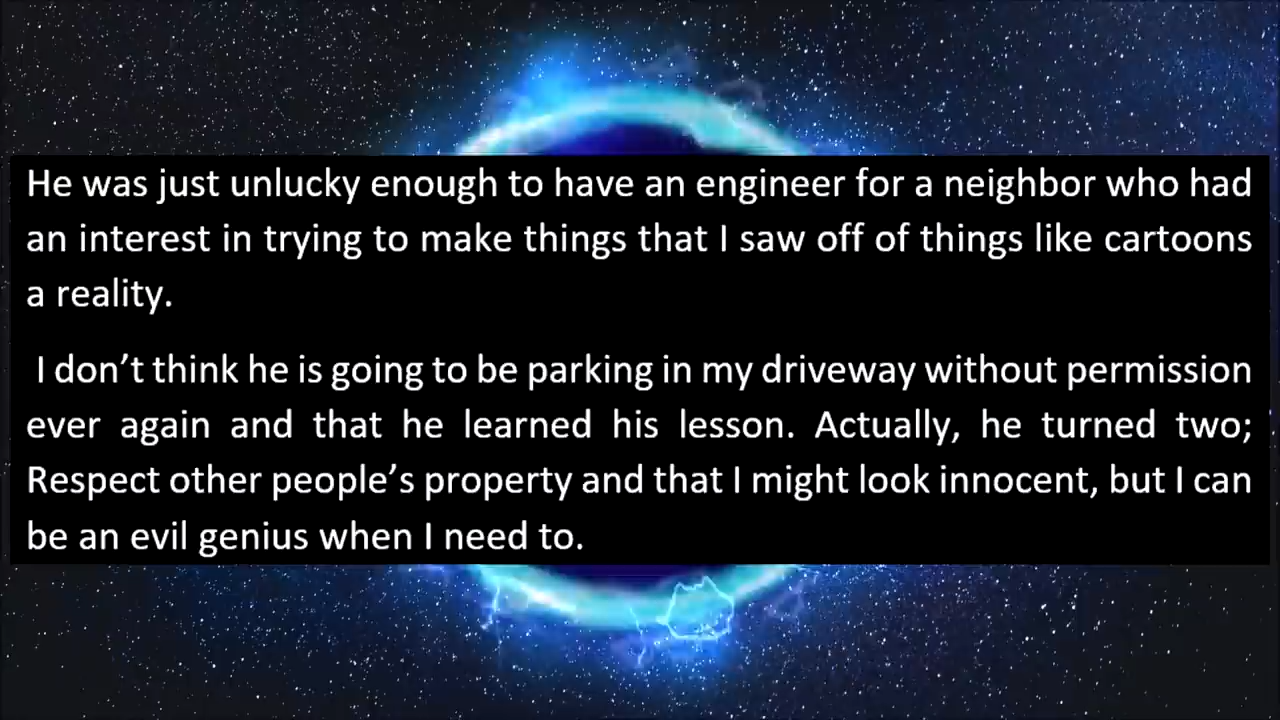 He was just unlucky enough to have an engineer for a neighbor who had
an interest in trying to make things that I saw off of things like cartoons
a reality.
I don’t think he is going to be parking in my driveway without permission
ever again and that he learned his lesson. Actually, he turned two;
Respect other people’s property and that I might look innocent, but I can
be an evil genius when I need to.